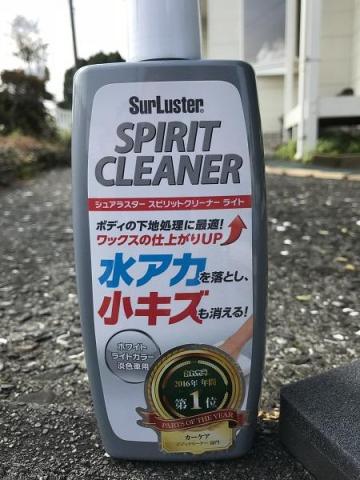 SurLuster
SPIRIT
CLEANER
シュアラスター スピリットクリーナー ライト
ボディの下地処理に最適!
ワックスの仕上がりUP
水アカを落とし、
小キズも消える!
ホワイト
ライトカラー
淡色車用
2016年 年間
第1位
PARTS OF THE YEAR
カーケア